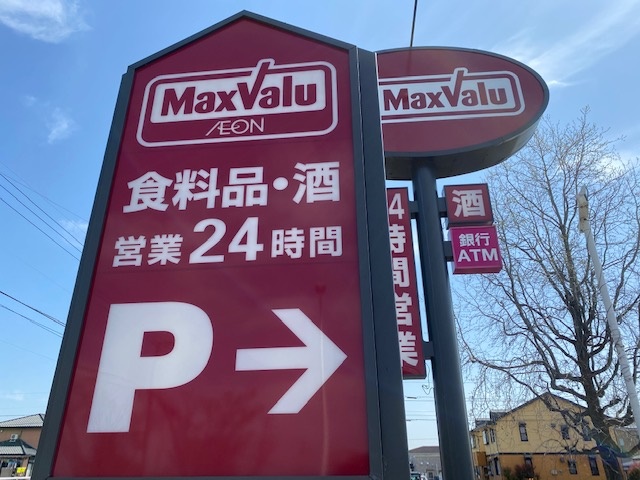 MaxValu
ÆON
食料品・酒
営業24時間
P→
MaxValu
酒
銀行
ATM
4時間営業